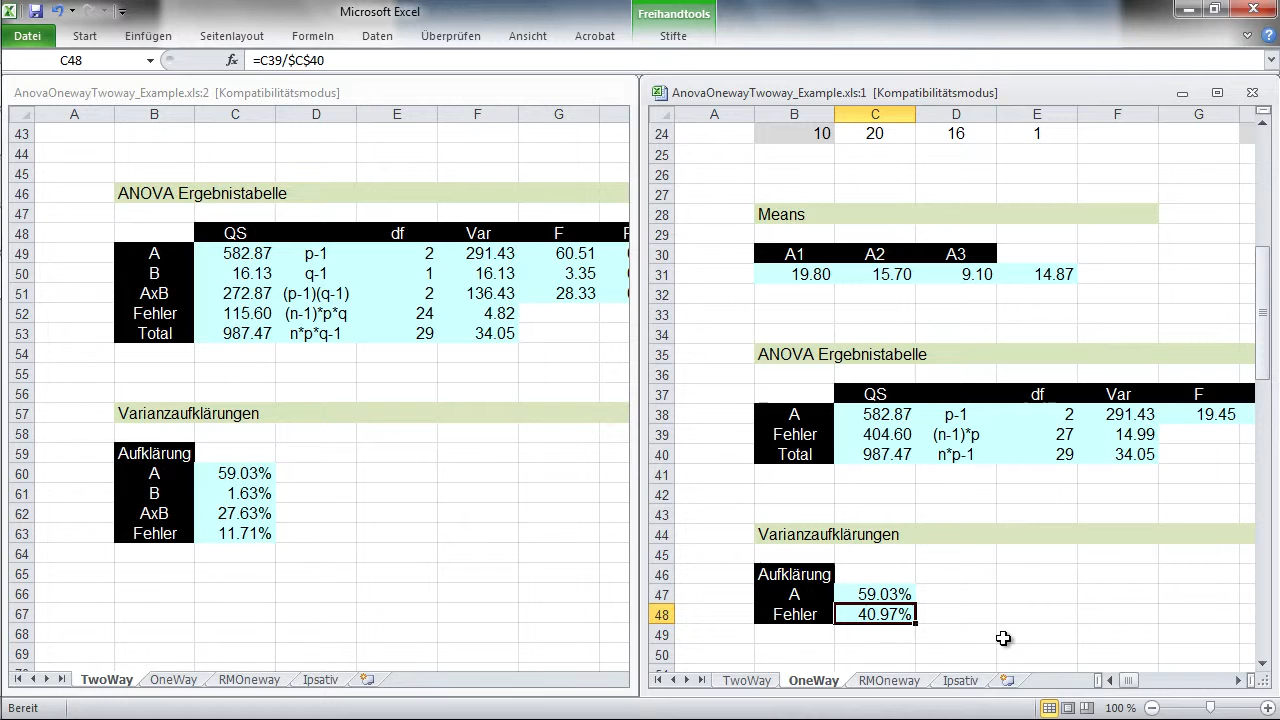 Microsoft Excel
Freihandtools
Datei Start Einfügen Seitenlayout Formeln Daten Überprüfen Ansicht Acrobat Stifte
C48 fx =C39/$C$40
AnovaOnewayTwoway_Example.xls:2 [Kompatibilitätsmodus]
A B C D E F G
43
44
45
46 ANOVA Ergebnistabelle
47
48 QS df Var F
49 A 582.87 p-1 2 291.43 60.51
50 B 16.13 q-1 1 16.13 3.35
51 AxB 272.87 (p-1)(q-1) 2 136.43 28.33
52 Fehler 115.60 (n-1)*p*q 24 4.82
53 Total 987.47 n*p*q-1 29 34.05
54
55
56
57 Varianzaufklärungen
58
59 Aufklärung
60 A 59.03%
61 B 1.63%
62 AxB 27.63%
63 Fehler 11.71%
64
65
66
67
68
69
TwoWay OneWay RMOneway Ipsativ
AnovaOnewayTwoway_Example.xls:1 [Kompatibilitätsmodus]
A B C D E F G
24 10 20 16 1
25
26
27
28 Means
29
30 A1 A2 A3
31 19.80 15.70 9.10 14.87
32
33
34
35 ANOVA Ergebnistabelle
36
37 QS df Var F
38 A 582.87 p-1 2 291.43 19.45
39 Fehler 404.60 (n-1)*p 27 14.99
40 Total 987.47 n*p-1 29 34.05
41
42
43
44 Varianzaufklärungen
45
46 Aufklärung
47 A 59.03%
48 Fehler 40.97%
49
50
TwoWay OneWay RMOneway Ipsativ
Bereit 100 %